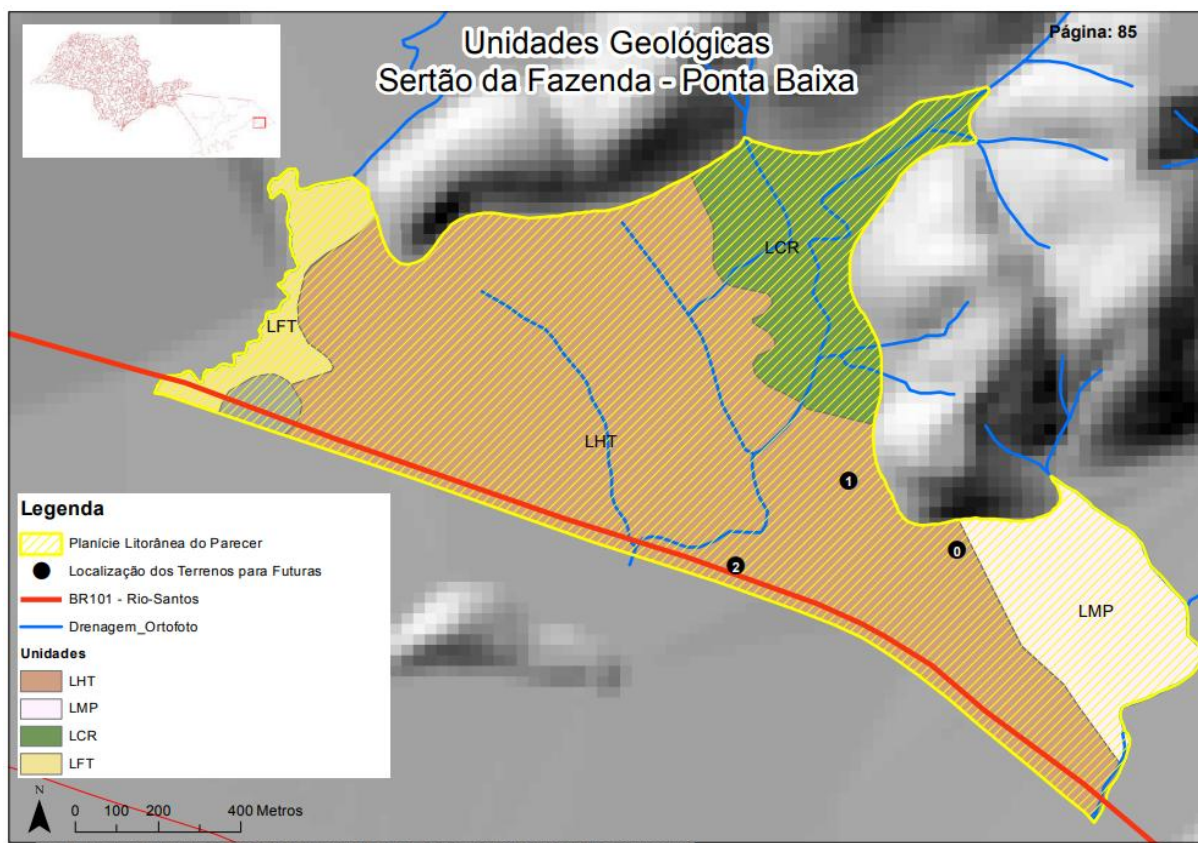 Unidades Geológicas
Sertão da Fazenda - Ponta Baixa
Página: 85
LCR
LFT
LHT
1
0
2
LMP
Legenda
Planície Litorânea do Parecer
Localização dos Terrenos para Futuras
BR101 - Rio-Santos
Drenagem_Ortofoto
Unidades
LHT
LMP
LCR
LFT
N
0 100 200 400 Metros